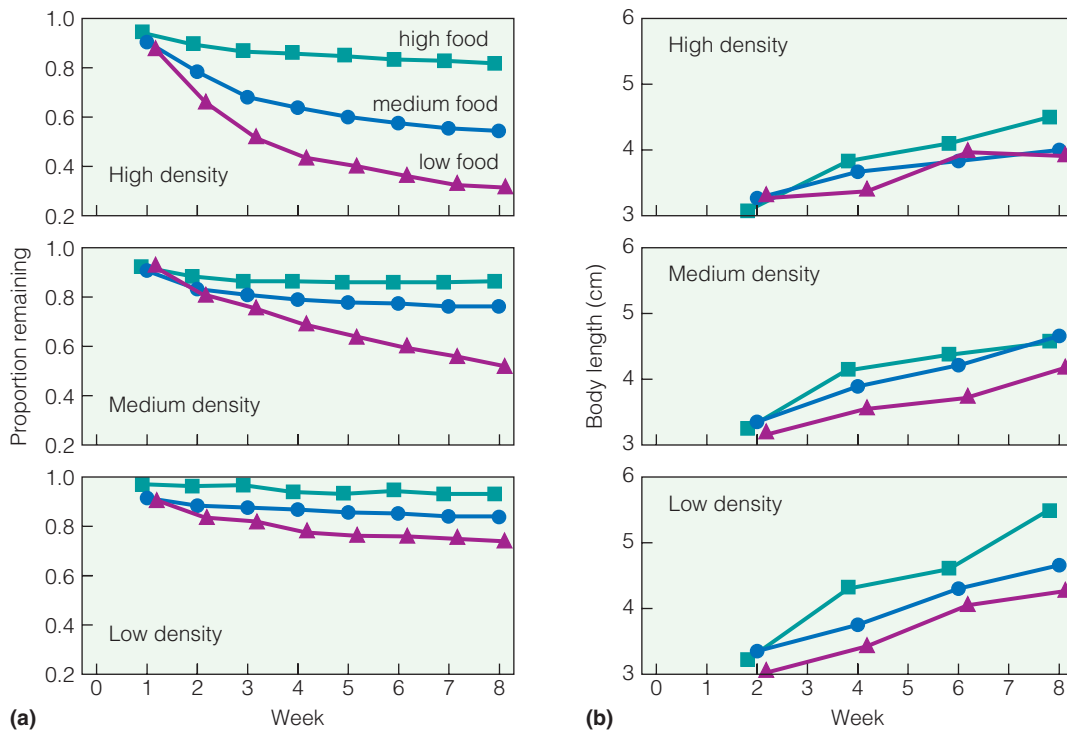 Proportion remaining
1.0
0.8
0.6
0.4
0.2
high food
medium food
low food
High density
1.0
0.8
0.6
0.4
0.2
Medium density
1.0
0.8
0.6
0.4
0.2
Low density
0 1 2 3 4 5 6 7 8
Week
(a)
Body length (cm)
6
5
4
3
High density
6
5
4
3
Medium density
6
5
4
3
Low density
0 1 2 3 4 5 6 7 8
Week
(b)